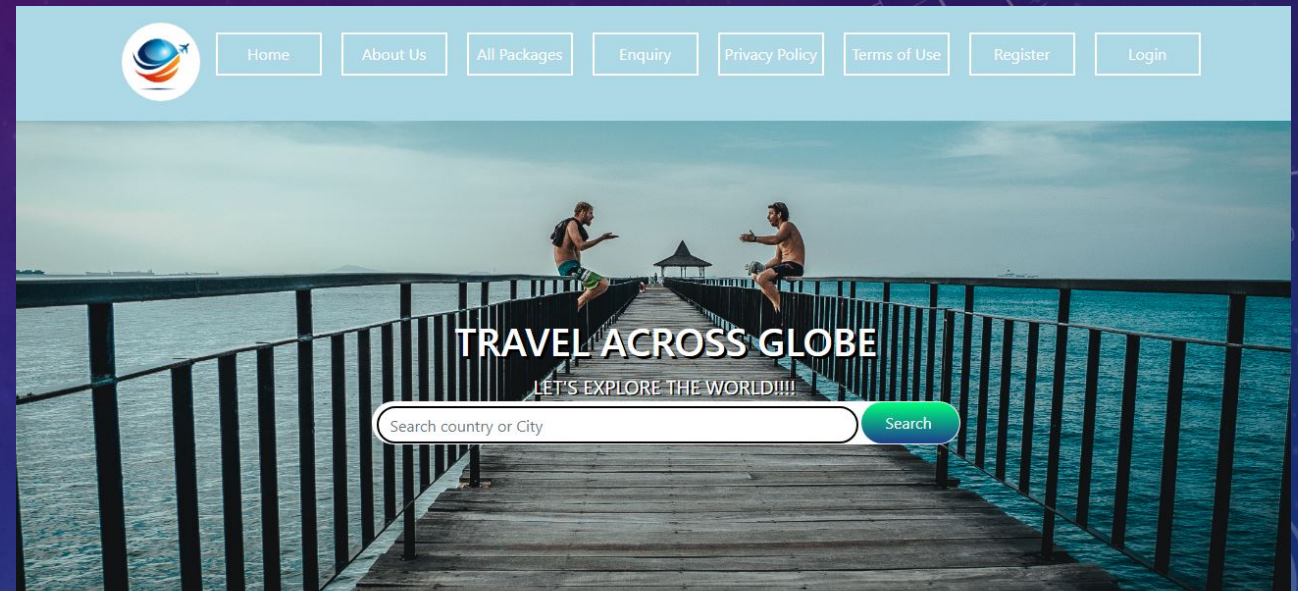 Home About Us All Packages Enquiry Privacy Policy Terms of Use Register Login
TRAVEL ACROSS GLOBE
LET'S EXPLORE THE WORLD!!!!
Search country or City Search